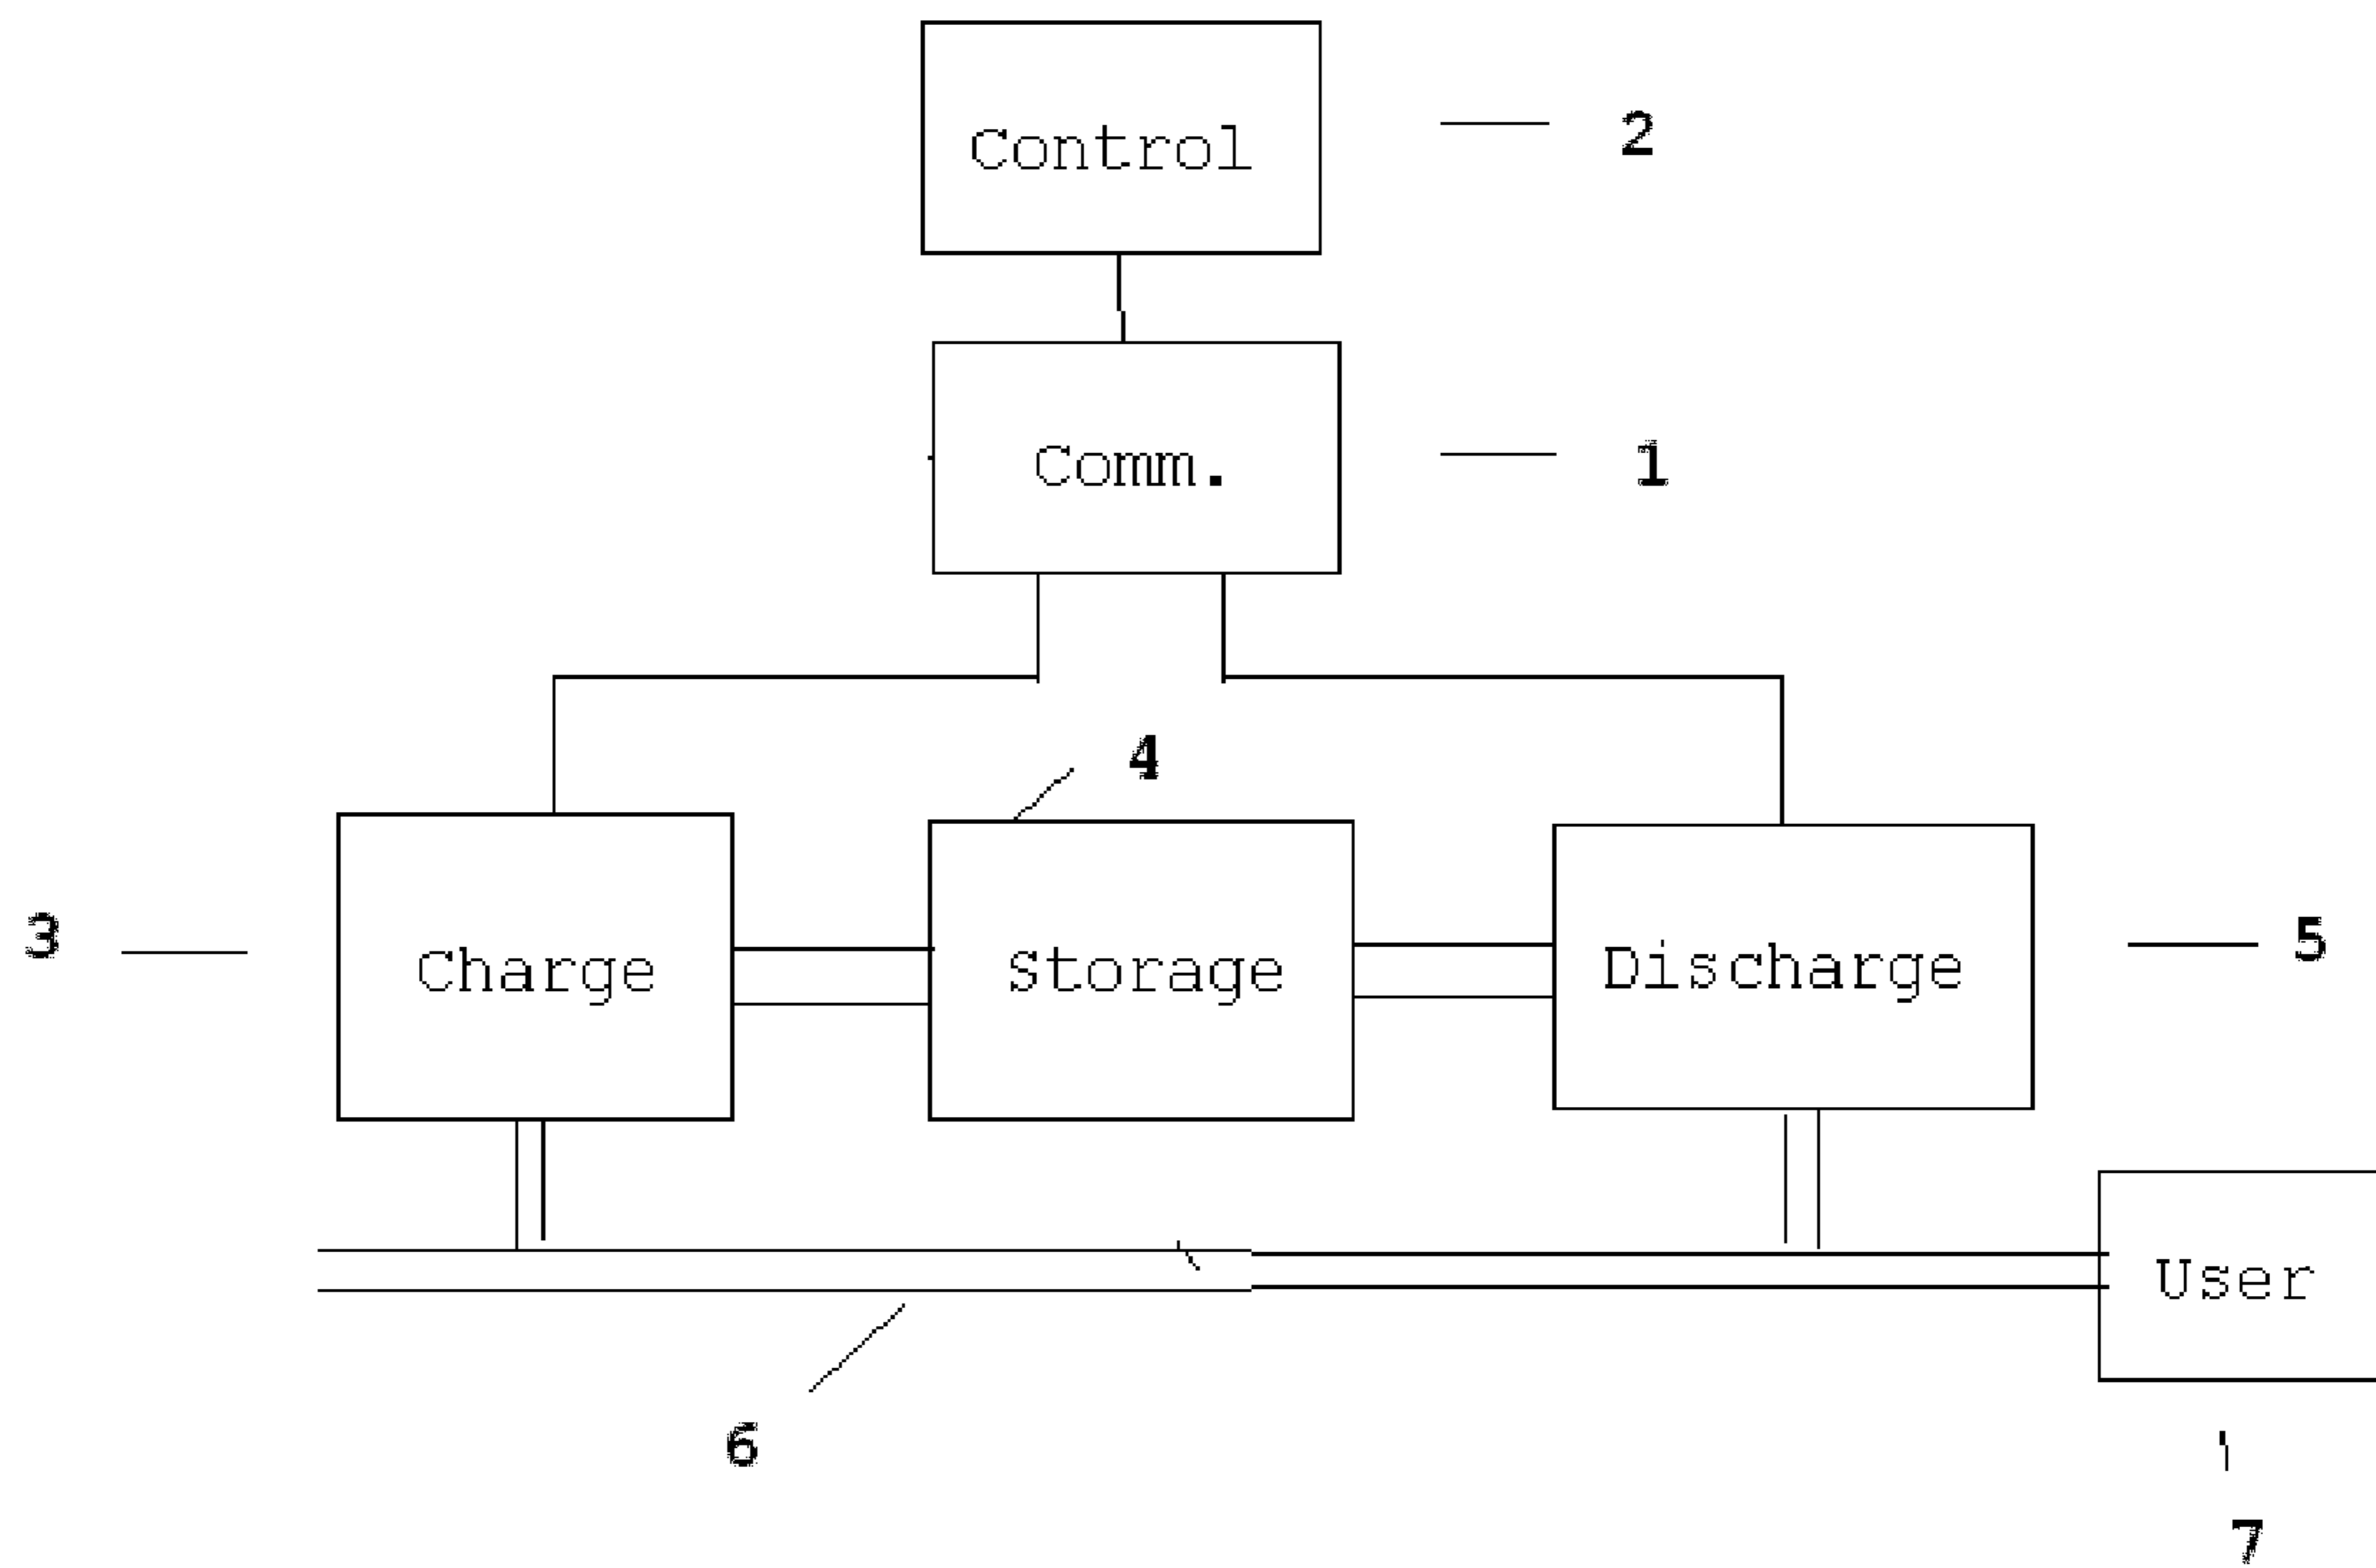 Control
2
Comm.
1
4
3
Charge
Storage
Discharge
5
User
6
7